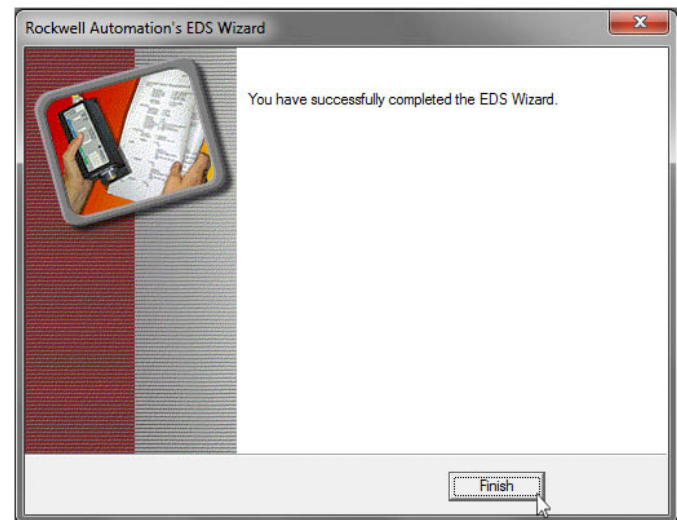 Rockwell Automation's EDS Wizard
You have successfully completed the EDS Wizard.
Finish